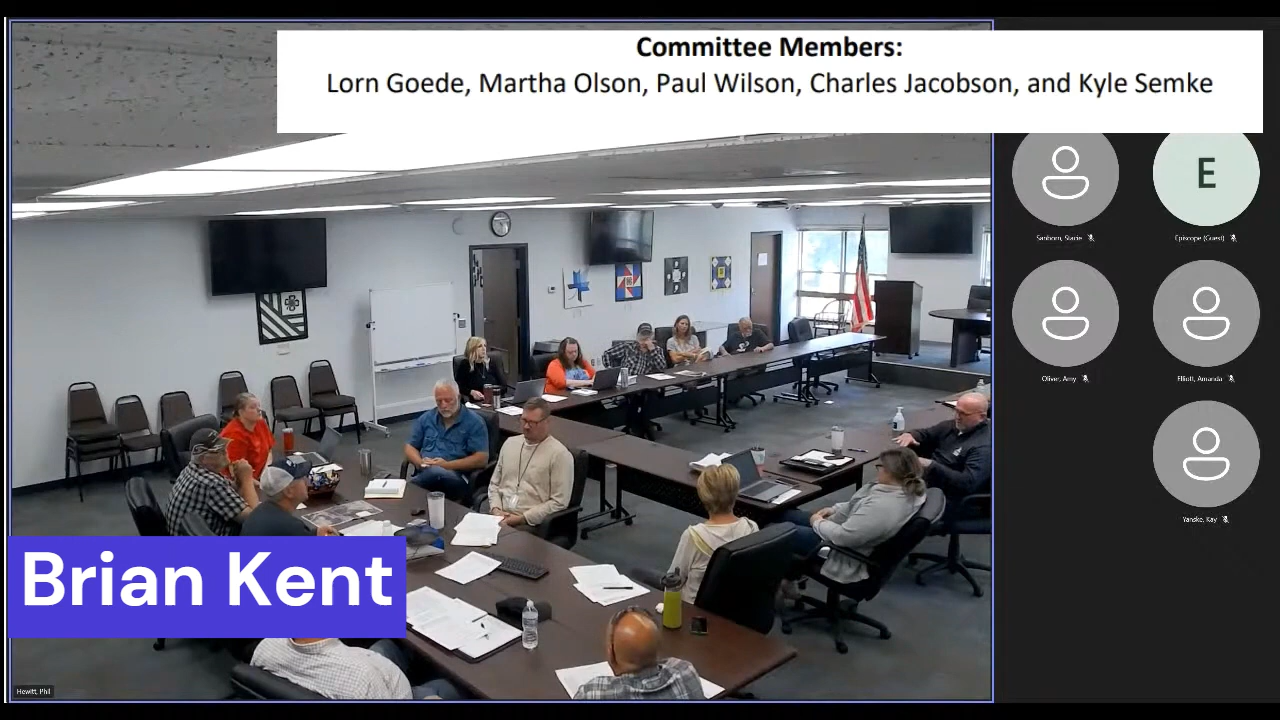 Committee Members:
Lorn Goede, Martha Olson, Paul Wilson, Charles Jacobson, and Kyle Semke
E
Sanborn, Stacie
Episcope (Guest)
Oliver, Amy
Elliott, Amanda
Yanske, Kay
Brian Kent
Hewitt, Phil